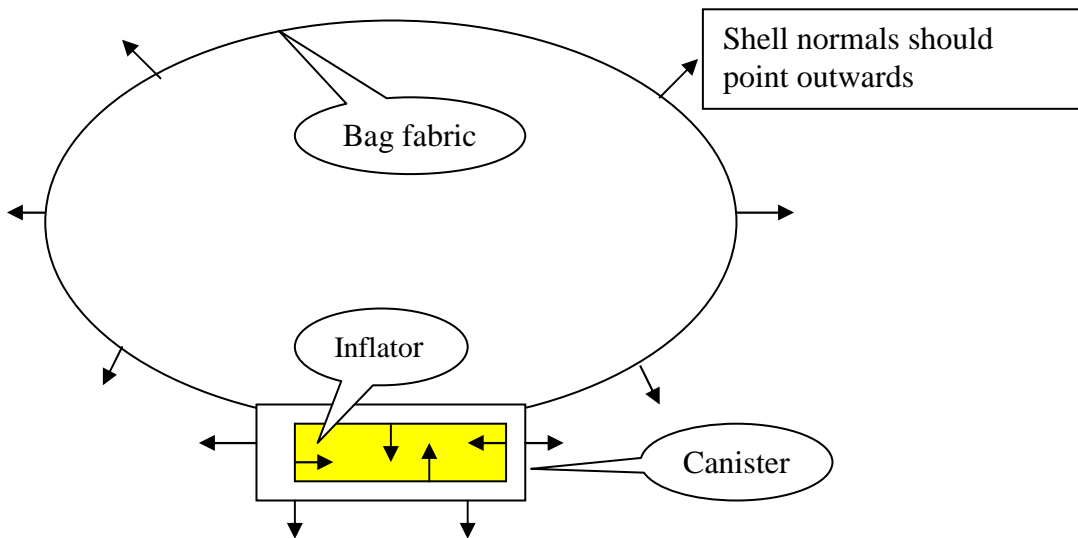 Shell normals should
point outwards
Bag fabric
Inflator
Canister